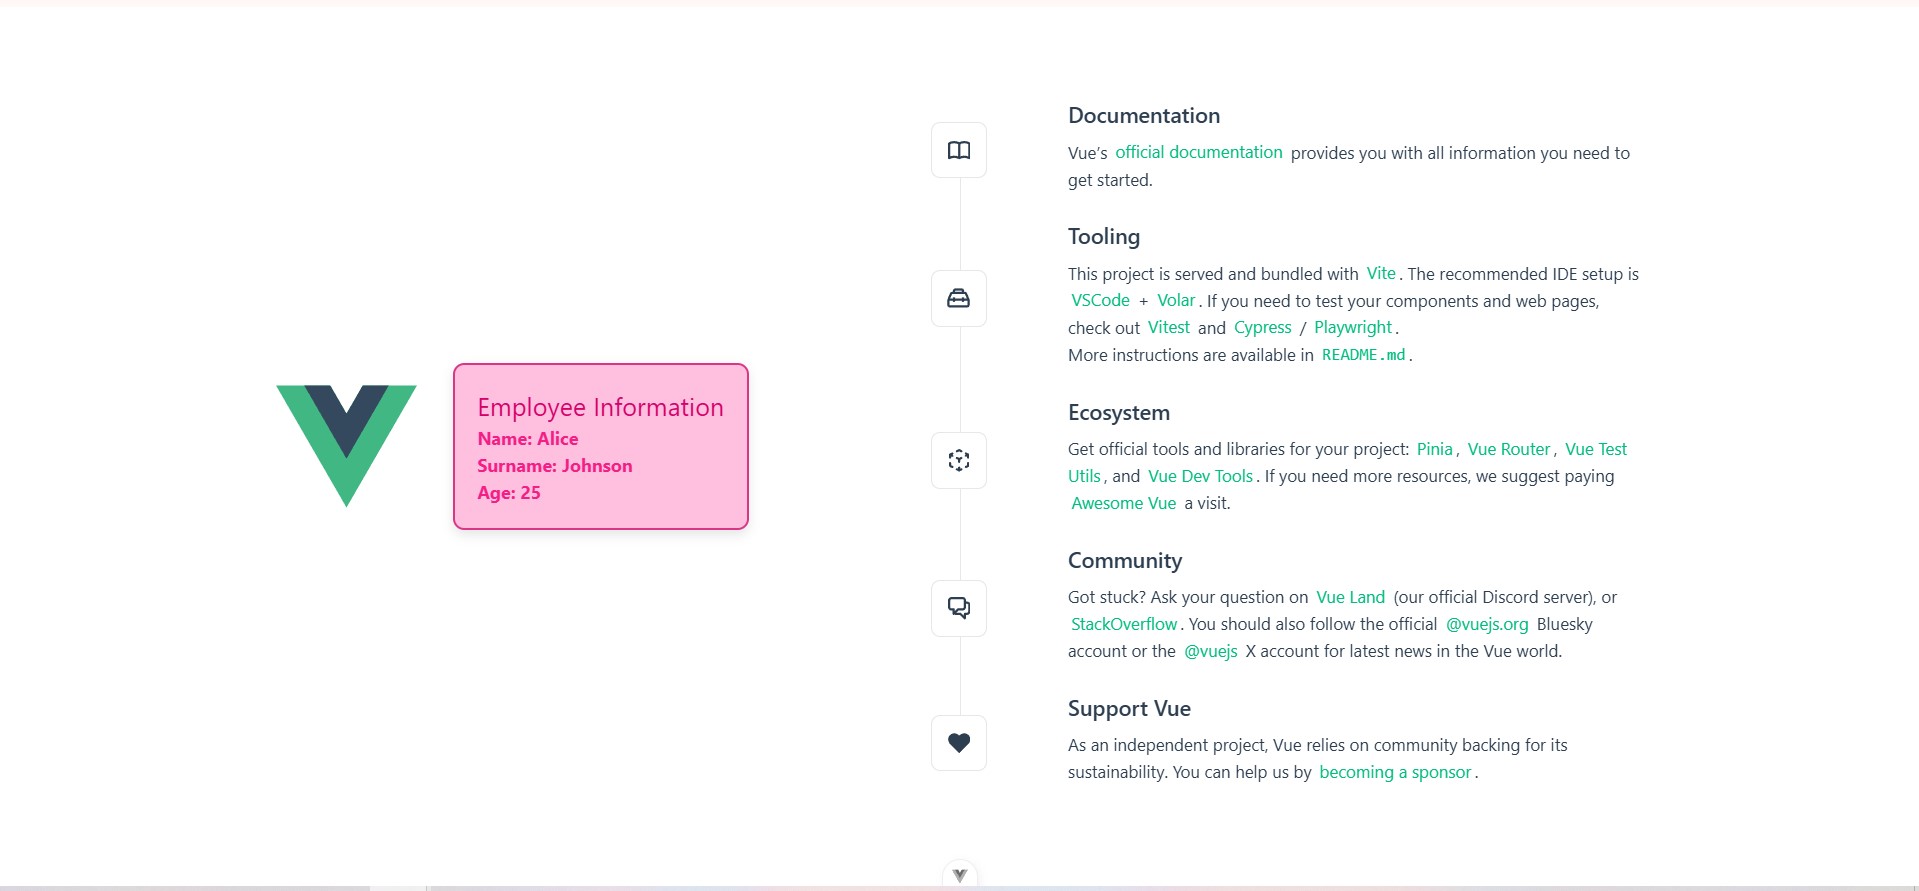 Employee Information
Name: Alice
Surname: Johnson
Age: 25
Documentation
Vue’s official documentation provides you with all information you need to
get started.
Tooling
This project is served and bundled with Vite. The recommended IDE setup is
VSCode + Volar. If you need to test your components and web pages,
check out Vitest and Cypress / Playwright.
More instructions are available in README.md.
Ecosystem
Get official tools and libraries for your project: Pinia, Vue Router, Vue Test
Utils, and Vue Dev Tools. If you need more resources, we suggest paying
Awesome Vue a visit.
Community
Got stuck? Ask your question on Vue Land (our official Discord server), or
StackOverflow. You should also follow the official @vuejs.org Bluesky
account or the @vuejs X account for latest news in the Vue world.
Support Vue
As an independent project, Vue relies on community backing for its
sustainability. You can help us by becoming a sponsor.